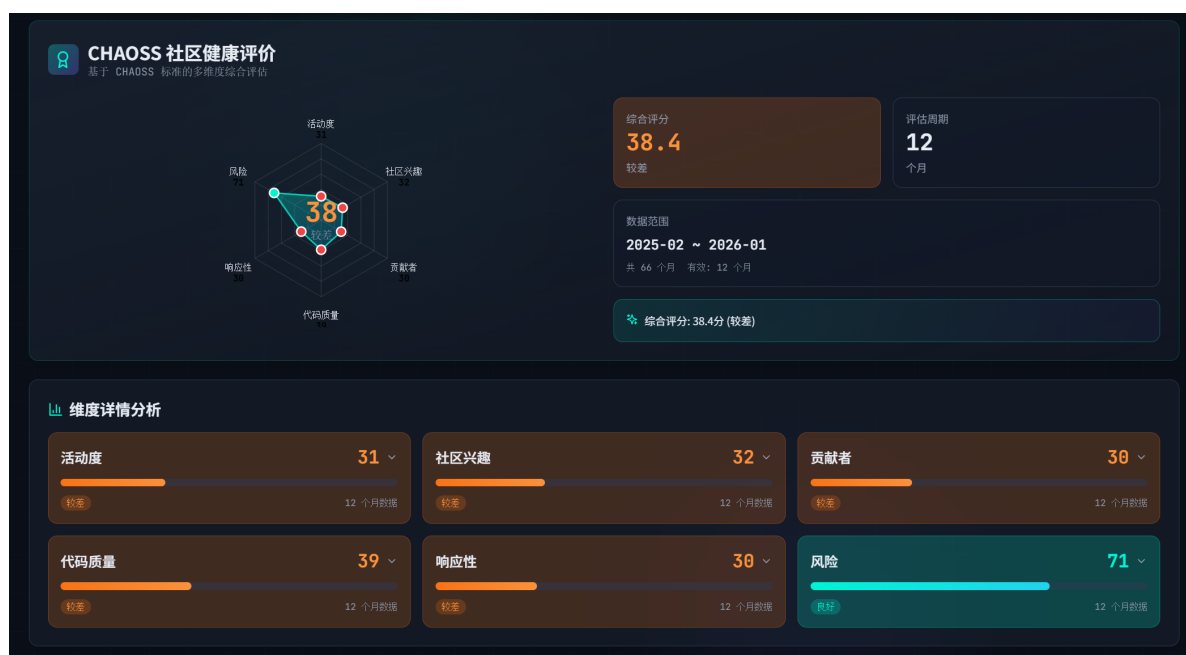 CHAOSS 社区健康评价
基于 CHAOSS 标准的多维度综合评估
活动度
31
风险
71
社区兴趣
32
38
较差
响应性
30
贡献者
30
代码质量
39
综合评分
38.4
较差
评估周期
12
个月
数据范围
2025-02 ~ 2026-01
共 66 个月 有效: 12 个月
综合评分: 38.4分 (较差)
维度详情分析
活动度 31
较差 12 个月数据
社区兴趣 32
较差 12 个月数据
贡献者 30
较差 12 个月数据
代码质量 39
较差 12 个月数据
响应性 30
较差 12 个月数据
风险 71
良好 12 个月数据